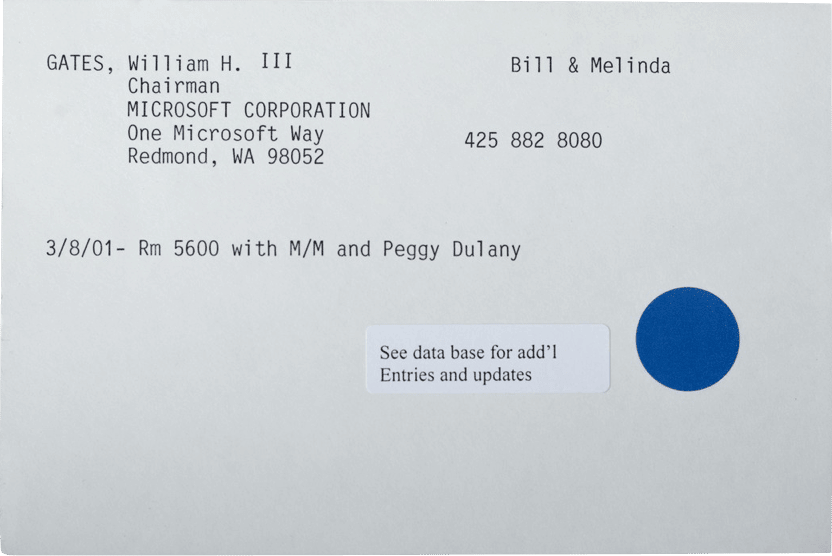 GATES, William H. III
Chairman
MICROSOFT CORPORATION
One Microsoft Way
Redmond, WA 98052
Bill & Melinda
425 882 8080
3/8/01- Rm 5600 with M/M and Peggy Dulany
See data base for add'l
Entries and updates